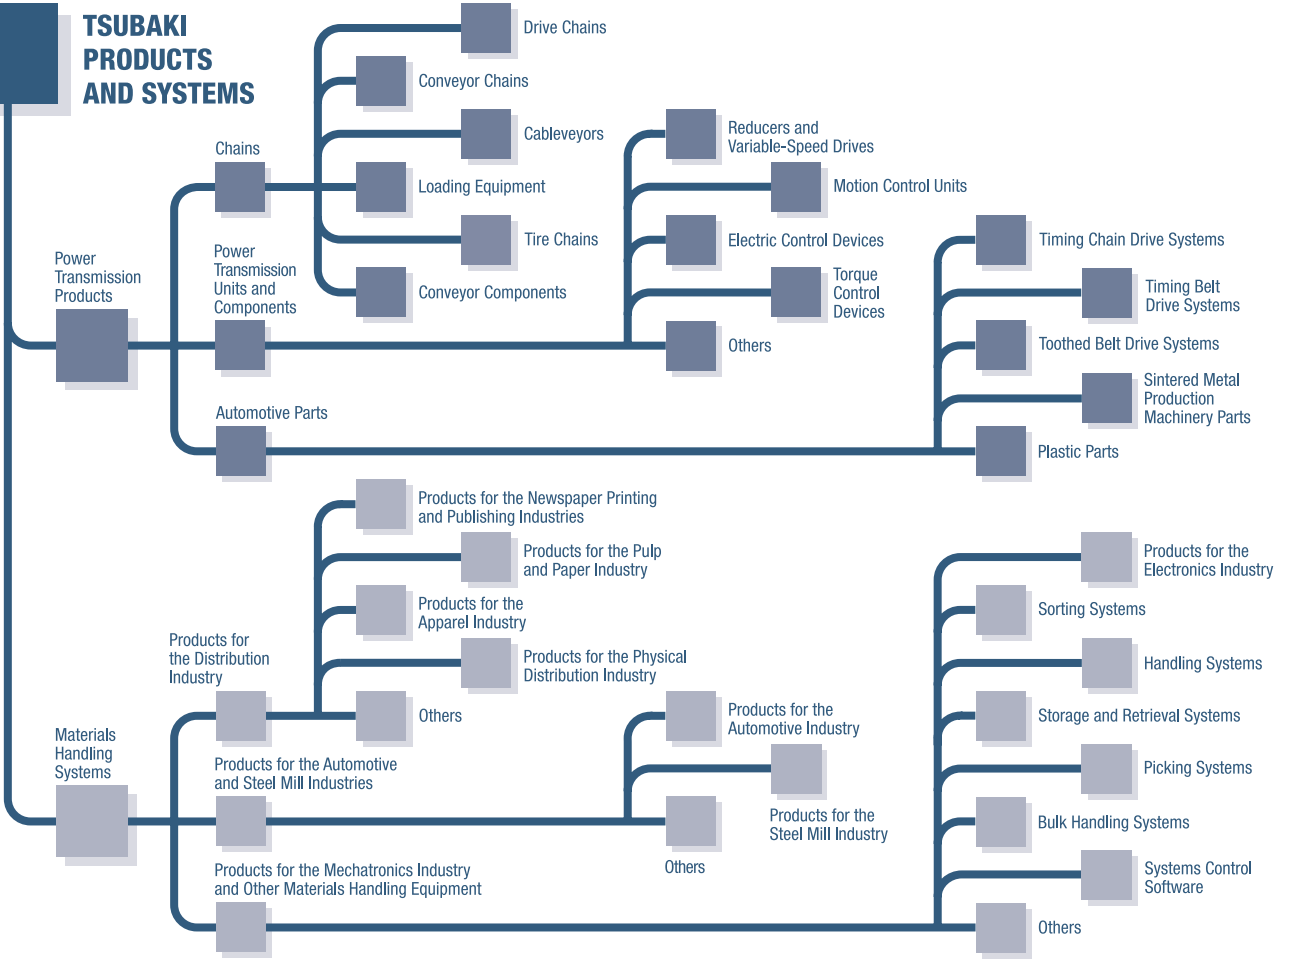 TSUBAKI
PRODUCTS
AND SYSTEMS
Power
Transmission
Products
Chains
Drive Chains
Conveyor Chains
Cableveyors
Loading Equipment
Tire Chains
Conveyor Components
Power
Transmission
Units and
Components
Reducers and
Variable-Speed Drives
Motion Control Units
Electric Control Devices
Torque
Control
Devices
Others
Automotive Parts
Timing Chain Drive Systems
Timing Belt
Drive Systems
Toothed Belt Drive Systems
Sintered Metal
Production
Machinery Parts
Plastic Parts
Materials
Handling
Systems
Products for
the Distribution
Industry
Products for the Newspaper Printing
and Publishing Industries
Products for the Pulp
and Paper Industry
Products for the
Apparel Industry
Products for the Physical
Distribution Industry
Others
Products for the Automotive
and Steel Mill Industries
Products for the
Automotive Industry
Products for the
Steel Mill Industry
Others
Products for the Mechatronics Industry
and Other Materials Handling Equipment
Products for the
Electronics Industry
Sorting Systems
Handling Systems
Storage and Retrieval Systems
Picking Systems
Bulk Handling Systems
Systems Control
Software
Others